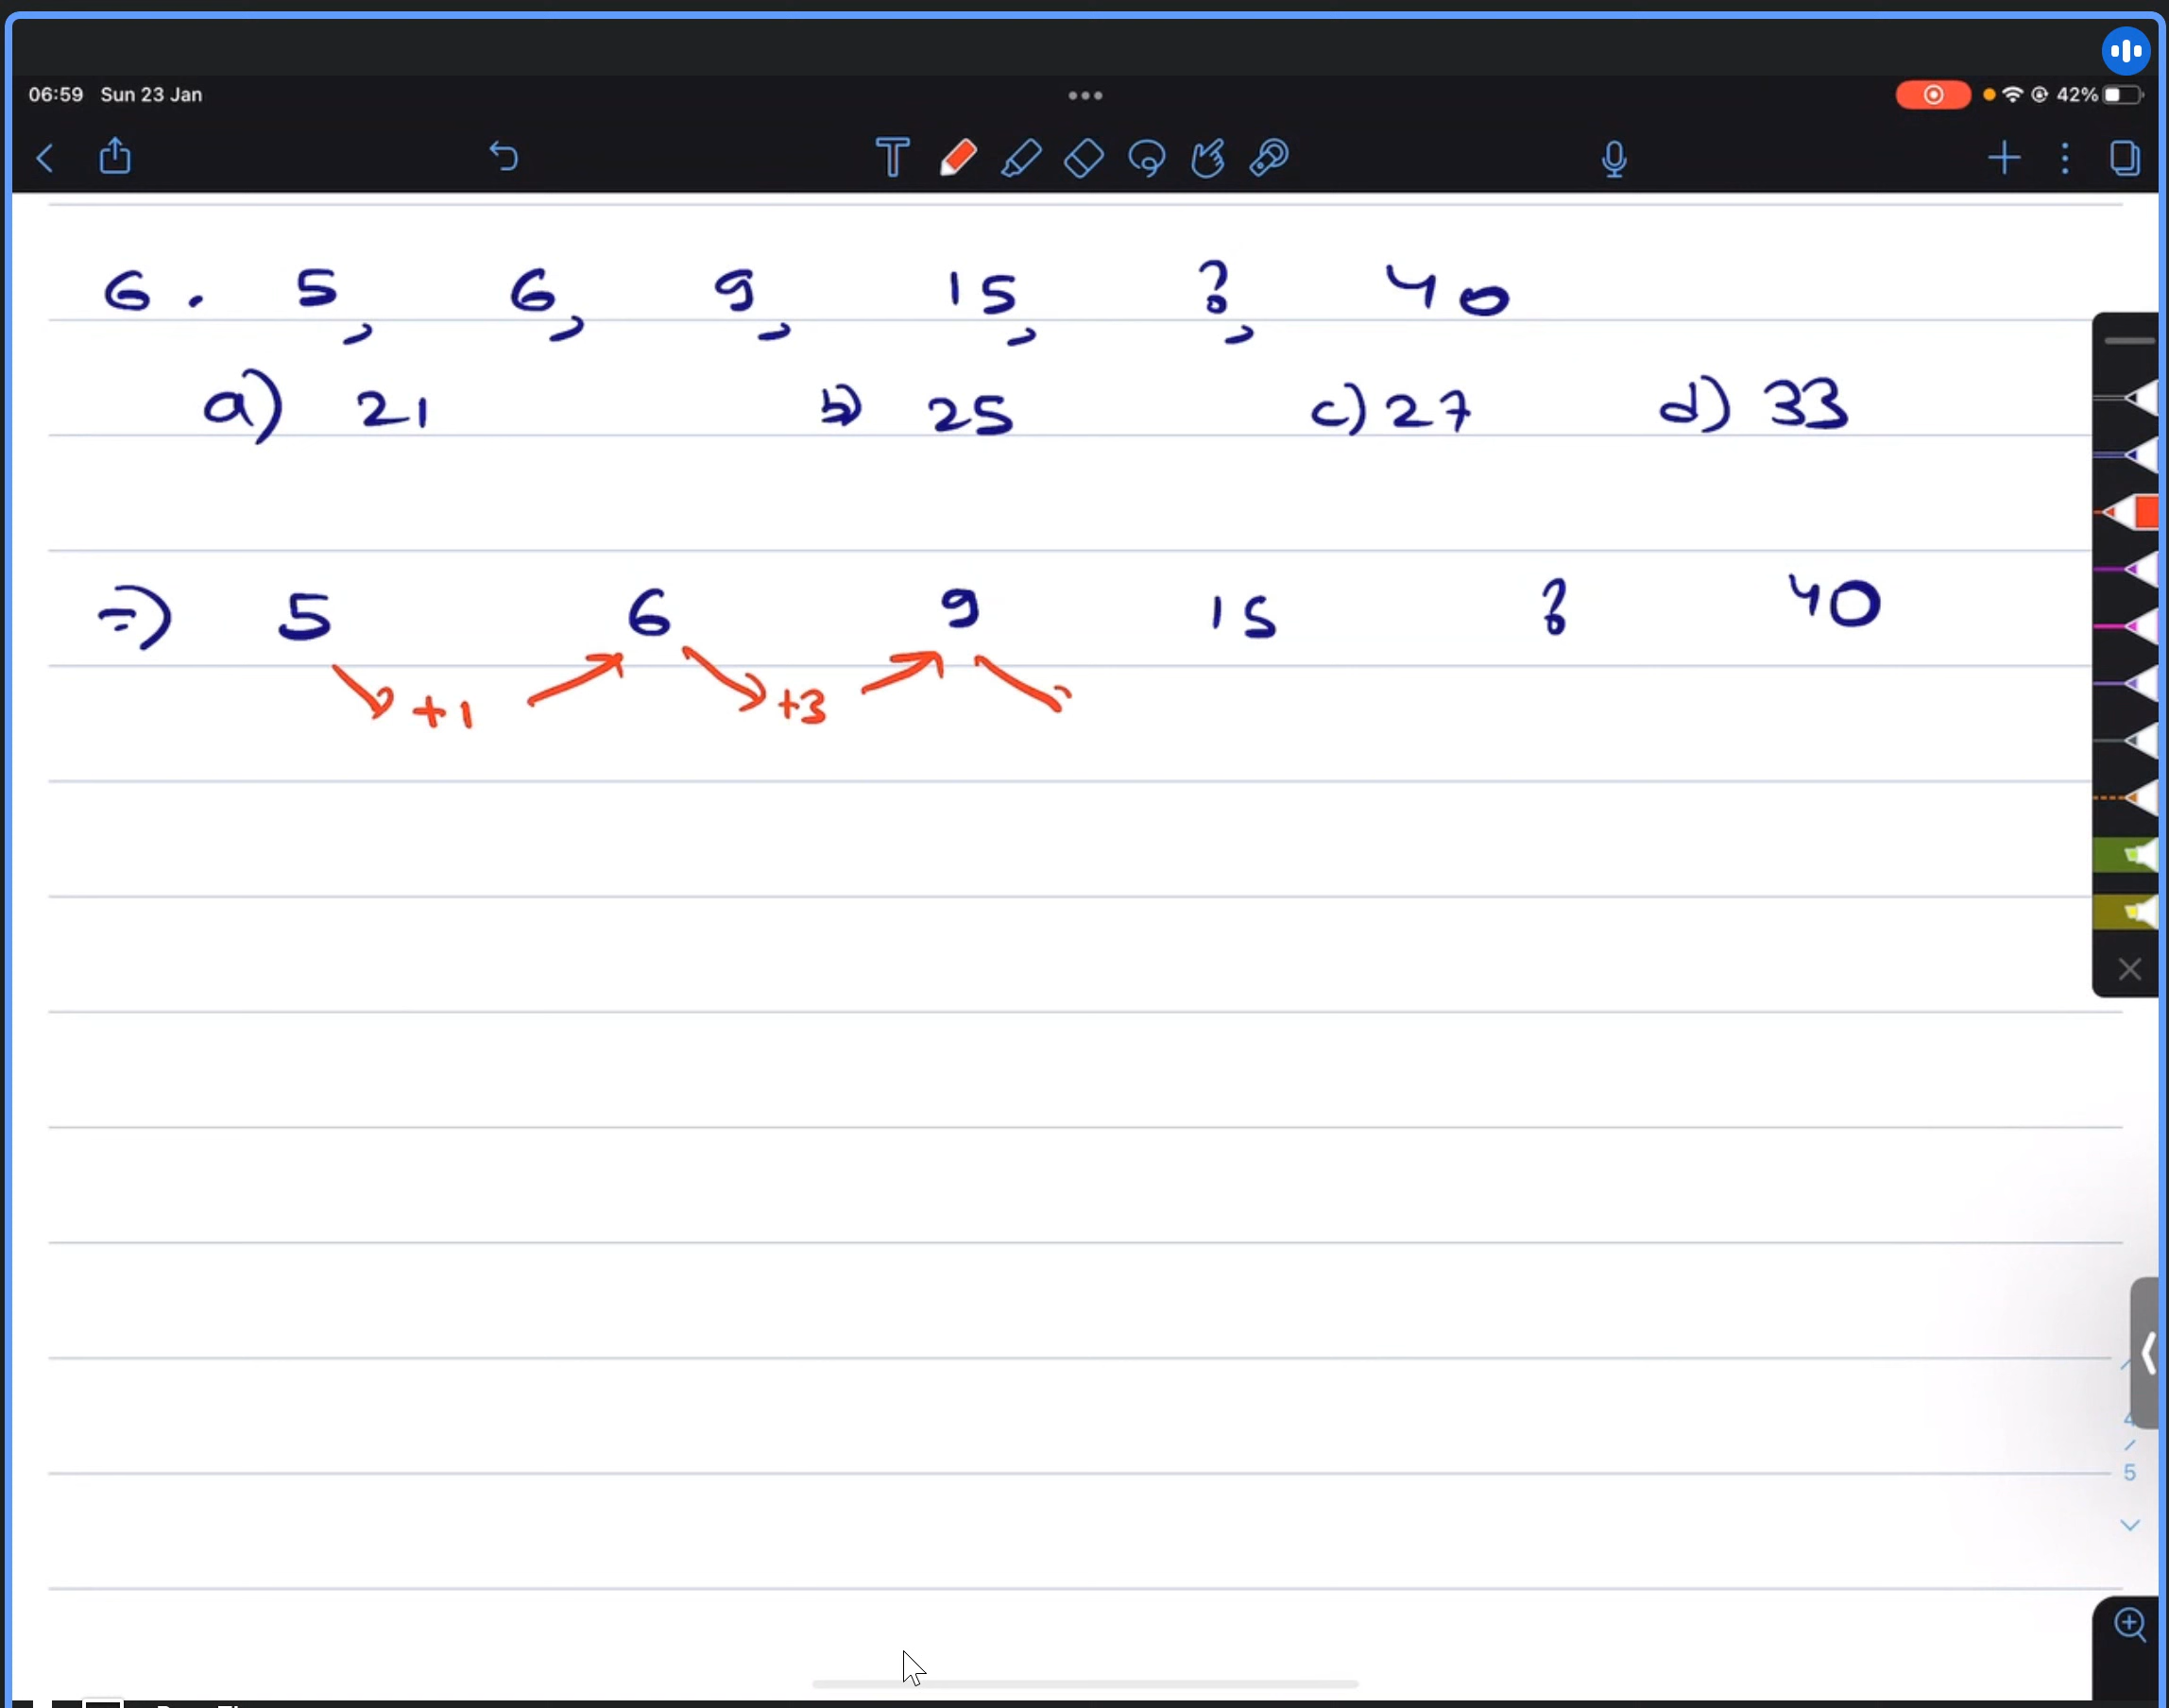 06:59 Sun 23 Jan 42%
6. 5, 6, 9, 15, ?, 40
a) 21 b) 25 c) 27 d) 33
⇒ 5 6 9 15 ? 40
+1 +3
4
/
5